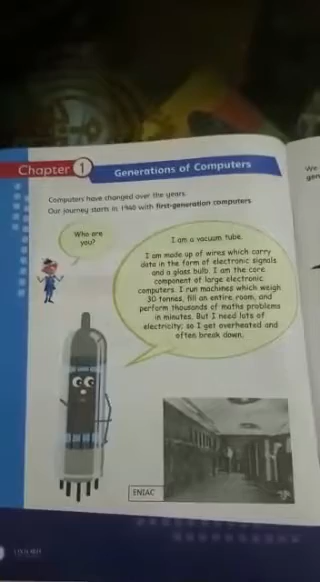 Chapter 1
Generations of Computers
We
Computers have changed over the years.
Our journey starts in 1940 with first-generation computers
Who are
you?
I am a vacuum tube.
I am made up of wires which carry
data in the form of electronic signals
and a glass bulb. I am the core
component of large electronic
computers. I run machines which weigh
30 tonnes, fill an entire room, and
perform thousands of maths problems
in minutes. But I need lots of
electricity; so I get overheated and
often break down.
ENIAC